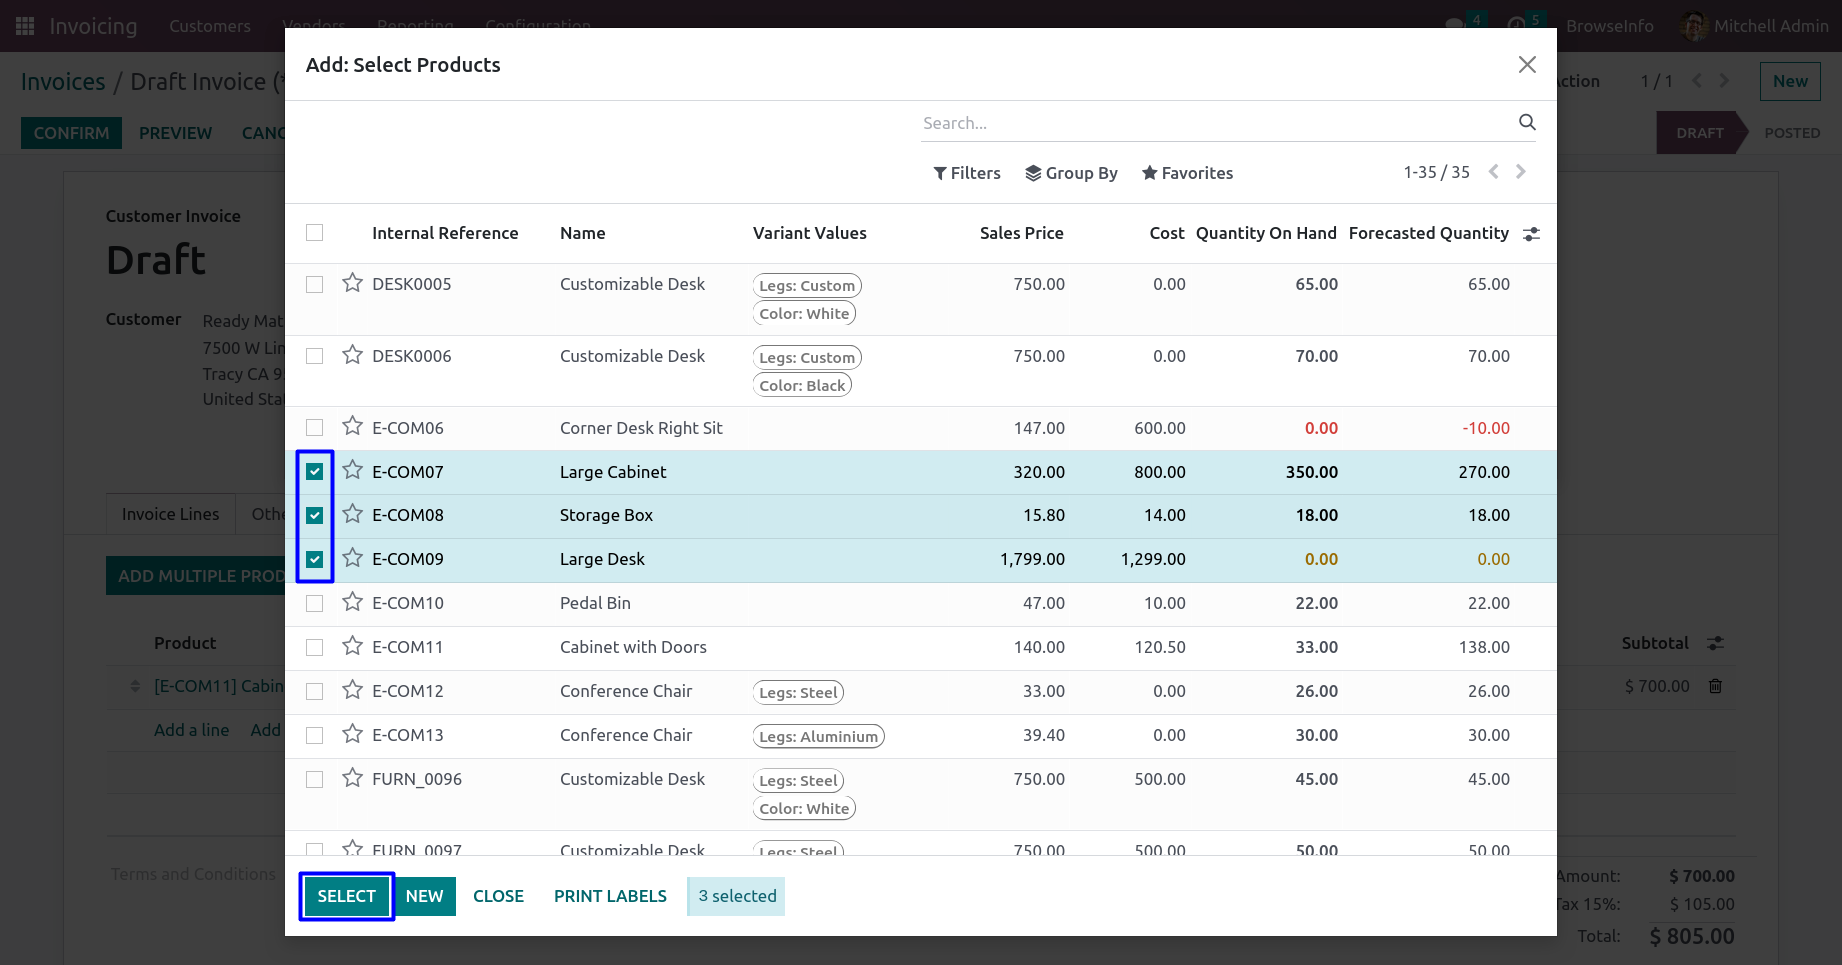 Invoicing Customers Vendors Reporting Configuration 4 5 BrowseInfo Mitchell Admin
Invoices / Draft Invoice (* Action 1 / 1 New
CONFIRM PREVIEW CANC DRAFT POSTED
Customer Invoice
Draft
Customer Ready Mat
7500 W Lin
Tracy CA 9
United Stat
Invoice Lines Othe
ADD MULTIPLE PROD
Product Subtotal
[E-COM11] Cabin $ 700.00
Add a line Add
Terms and Conditions
Amount: $ 700.00
Tax 15%: $ 105.00
Total: $ 805.00
Add: Select Products
Search...
Filters Group By Favorites 1-35 / 35
Internal Reference Name Variant Values Sales Price Cost Quantity On Hand Forecasted Quantity
DESK0005 Customizable Desk Legs: Custom 750.00 0.00 65.00 65.00
Color: White
DESK0006 Customizable Desk Legs: Custom 750.00 0.00 70.00 70.00
Color: Black
E-COM06 Corner Desk Right Sit 147.00 600.00 0.00 -10.00
E-COM07 Large Cabinet 320.00 800.00 350.00 270.00
E-COM08 Storage Box 15.80 14.00 18.00 18.00
E-COM09 Large Desk 1,799.00 1,299.00 0.00 0.00
E-COM10 Pedal Bin 47.00 10.00 22.00 22.00
E-COM11 Cabinet with Doors 140.00 120.50 33.00 138.00
E-COM12 Conference Chair Legs: Steel 33.00 0.00 26.00 26.00
E-COM13 Conference Chair Legs: Aluminium 39.40 0.00 30.00 30.00
FURN_0096 Customizable Desk Legs: Steel 750.00 500.00 45.00 45.00
Color: White
FURN_0097 Customizable Desk Legs: Steel 750.00 500.00 50.00 50.00
SELECT NEW CLOSE PRINT LABELS 3 selected